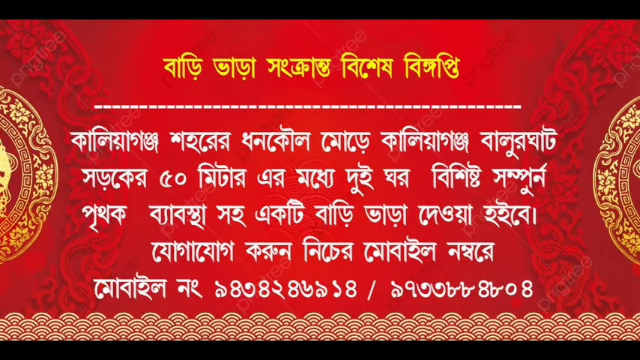 বাড়ি ভাড়া সংক্রান্ত বিশেষ বিঙ্গপ্তি
------------------------------------------------
কালিয়াগঞ্জ শহরের ধনকৌল মোড়ে কালিয়াগঞ্জ বালুরঘাট
সড়কের ৫০ মিটার এর মধ্যে দুই ঘর বিশিষ্ট সম্পুর্ন
পৃথক ব্যাবস্থা সহ একটি বাড়ি ভাড়া দেওয়া হইবে।
যোগাযোগ করুন নিচের মোবাইল নম্বরে
মোবাইল নং ৯৪৩৪২৪৬৯১৪ / ৯৭৩৩৮৮৪৮০৪